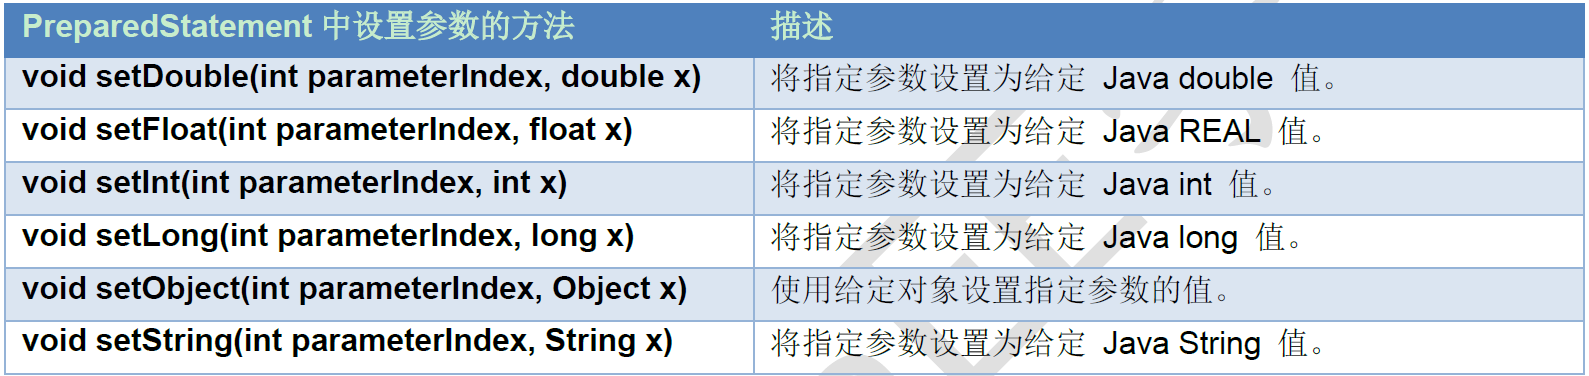 PreparedStatement 中设置参数的方法 描述
void setDouble(int parameterIndex, double x) 将指定参数设置为给定 Java double 值。
void setFloat(int parameterIndex, float x) 将指定参数设置为给定 Java REAL 值。
void setInt(int parameterIndex, int x) 将指定参数设置为给定 Java int 值。
void setLong(int parameterIndex, long x) 将指定参数设置为给定 Java long 值。
void setObject(int parameterIndex, Object x) 使用给定对象设置指定参数的值。
void setString(int parameterIndex, String x) 将指定参数设置为给定 Java String 值。